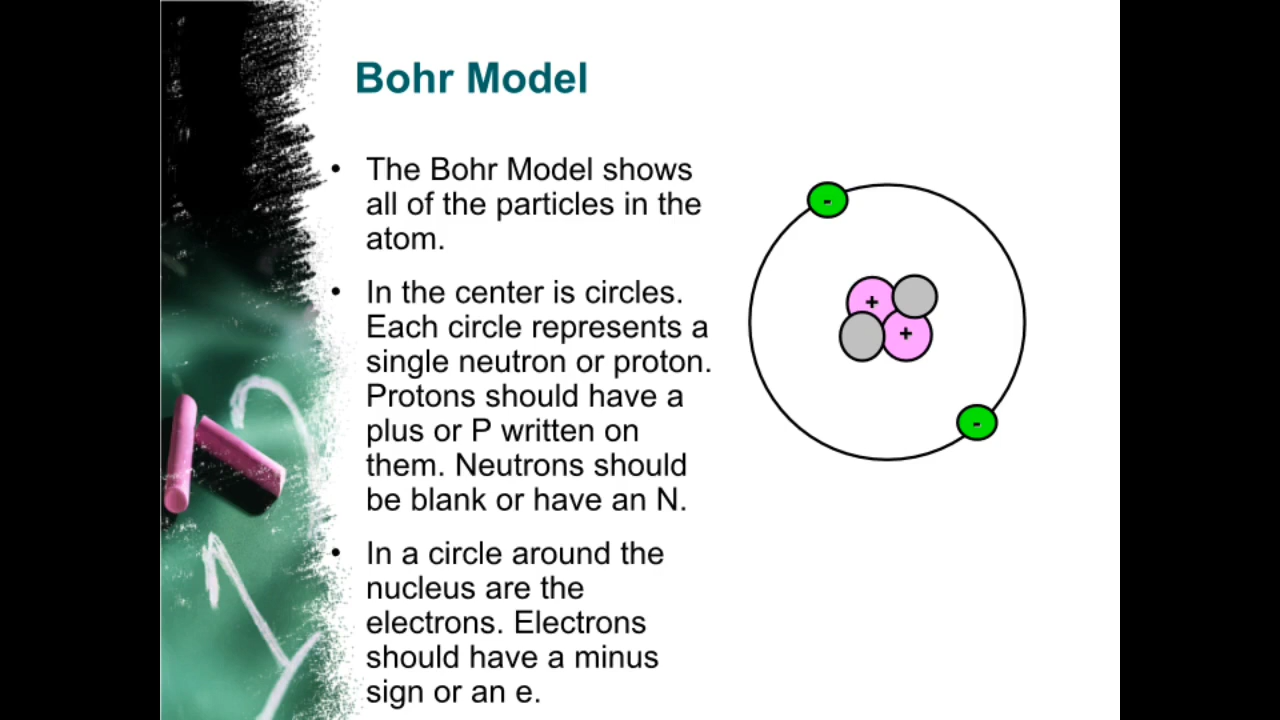 Bohr Model
• The Bohr Model shows
all of the particles in the
atom.
• In the center is circles.
Each circle represents a
single neutron or proton.
Protons should have a
plus or P written on
them. Neutrons should
be blank or have an N.
• In a circle around the
nucleus are the
electrons. Electrons
should have a minus
sign or an e.
-
+
+
-